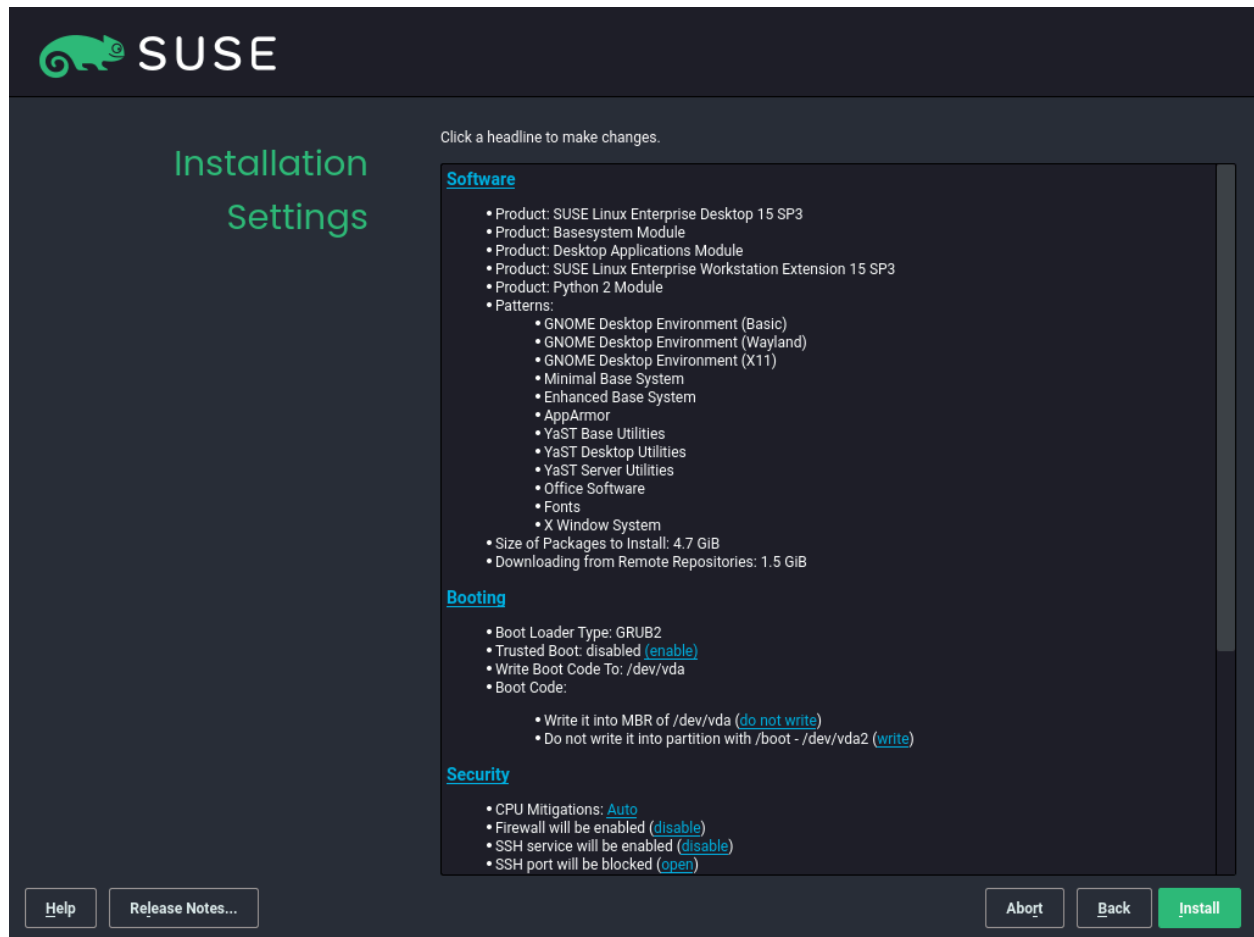 SUSE
Installation
Settings
Click a headline to make changes.
Software
• Product: SUSE Linux Enterprise Desktop 15 SP3
• Product: Basesystem Module
• Product: Desktop Applications Module
• Product: SUSE Linux Enterprise Workstation Extension 15 SP3
• Product: Python 2 Module
• Patterns:
• GNOME Desktop Environment (Basic)
• GNOME Desktop Environment (Wayland)
• GNOME Desktop Environment (X11)
• Minimal Base System
• Enhanced Base System
• AppArmor
• YaST Base Utilities
• YaST Desktop Utilities
• YaST Server Utilities
• Office Software
• Fonts
• X Window System
• Size of Packages to Install: 4.7 GiB
• Downloading from Remote Repositories: 1.5 GiB
Booting
• Boot Loader Type: GRUB2
• Trusted Boot: disabled (enable)
• Write Boot Code To: /dev/vda
• Boot Code:
• Write it into MBR of /dev/vda (do not write)
• Do not write it into partition with /boot - /dev/vda2 (write)
Security
• CPU Mitigations: Auto
• Firewall will be enabled (disable)
• SSH service will be enabled (disable)
• SSH port will be blocked (open)
Help Release Notes... Abort Back Install